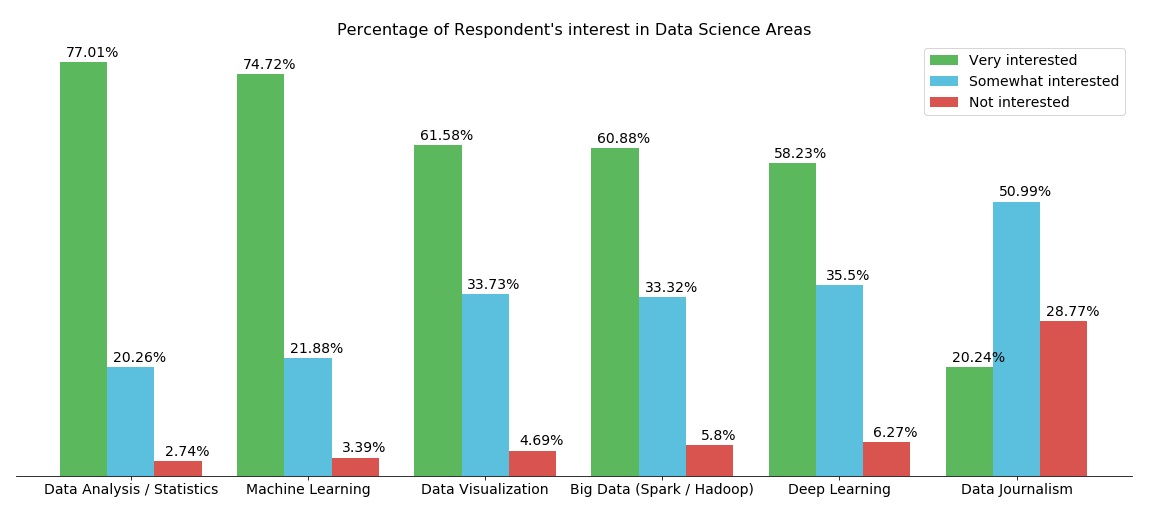 Percentage of Respondent's interest in Data Science Areas
Very interested
Somewhat interested
Not interested
77.01%
20.26%
2.74%
74.72%
21.88%
3.39%
61.58%
33.73%
4.69%
60.88%
33.32%
5.8%
58.23%
35.5%
6.27%
20.24%
50.99%
28.77%
Data Analysis / Statistics
Machine Learning
Data Visualization
Big Data (Spark / Hadoop)
Deep Learning
Data Journalism